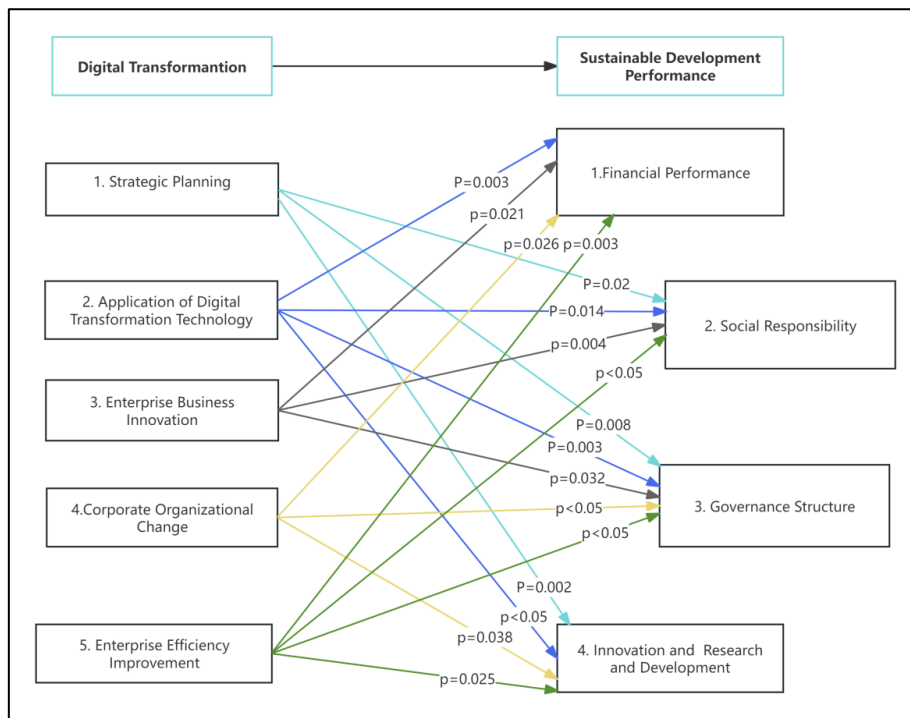 Digital Transformantion
Sustainable Development
Performance
1. Strategic Planning
2. Application of Digital
Transformation Technology
3. Enterprise Business
Innovation
4.Corporate Organizational
Change
5. Enterprise Efficiency
Improvement
P=0.003
p=0.021
p=0.026
p=0.003
P=0.02
P=0.014
p=0.004
p<0.05
P=0.008
P=0.003
p=0.032
p<0.05
p<0.05
P=0.002
p<0.05
p=0.038
p=0.025
1.Financial Performance
2. Social Responsibility
3. Governance Structure
4. Innovation and Research
and Development